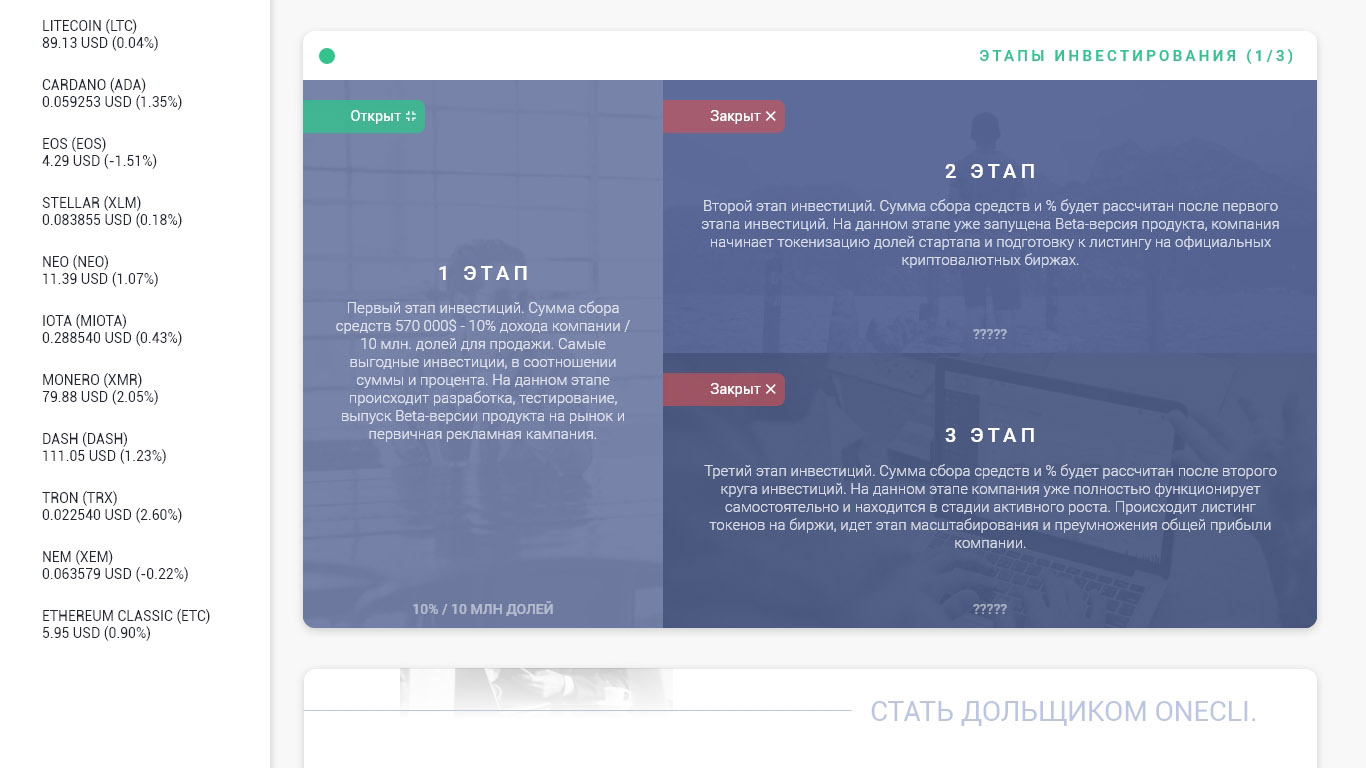 LITECOIN (LTC)
89.13 USD (0.04%)
CARDANO (ADA)
0.059253 USD (1.35%)
EOS (EOS)
4.29 USD (-1.51%)
STELLAR (XLM)
0.083855 USD (0.18%)
NEO (NEO)
11.39 USD (1.07%)
IOTA (MIOTA)
0.288540 USD (0.43%)
MONERO (XMR)
79.88 USD (2.05%)
DASH (DASH)
111.05 USD (1.23%)
TRON (TRX)
0.022540 USD (2.60%)
NEM (XEM)
0.063579 USD (-0.22%)
ETHEREUM CLASSIC (ETC)
5.95 USD (0.90%)
ЭТАПЫ ИНВЕСТИРОВАНИЯ (1/3)
Открыт
1 ЭТАП
Первый этап инвестиций. Сумма сбора
средств 570 000$ - 10% дохода компании /
10 млн. долей для продажи. Самые
выгодные инвестиции, в соотношении
суммы и процента. На данном этапе
происходит разработка, тестирование,
выпуск Beta-версии продукта на рынок и
первичная рекламная кампания.
10% / 10 МЛН ДОЛЕЙ
Закрыт
2 ЭТАП
Второй этап инвестиций. Сумма сбора средств и % будет рассчитан после первого
этапа инвестиций. На данном этапе уже запущена Beta-версия продукта, компания
начинает токенизацию долей стартапа и подготовку к листингу на официальных
криптовалютных биржах.
?????
Закрыт
3 ЭТАП
Третий этап инвестиций. Сумма сбора средств и % будет рассчитан после второго
круга инвестиций. На данном этапе компания уже полностью функционирует
самостоятельно и находится в стадии активного роста. Происходит листинг
токенов на биржи, идет этап масштабирования и преумножения общей прибыли
компании.
?????
СТАТЬ ДОЛЬЩИКОМ ONECLI.